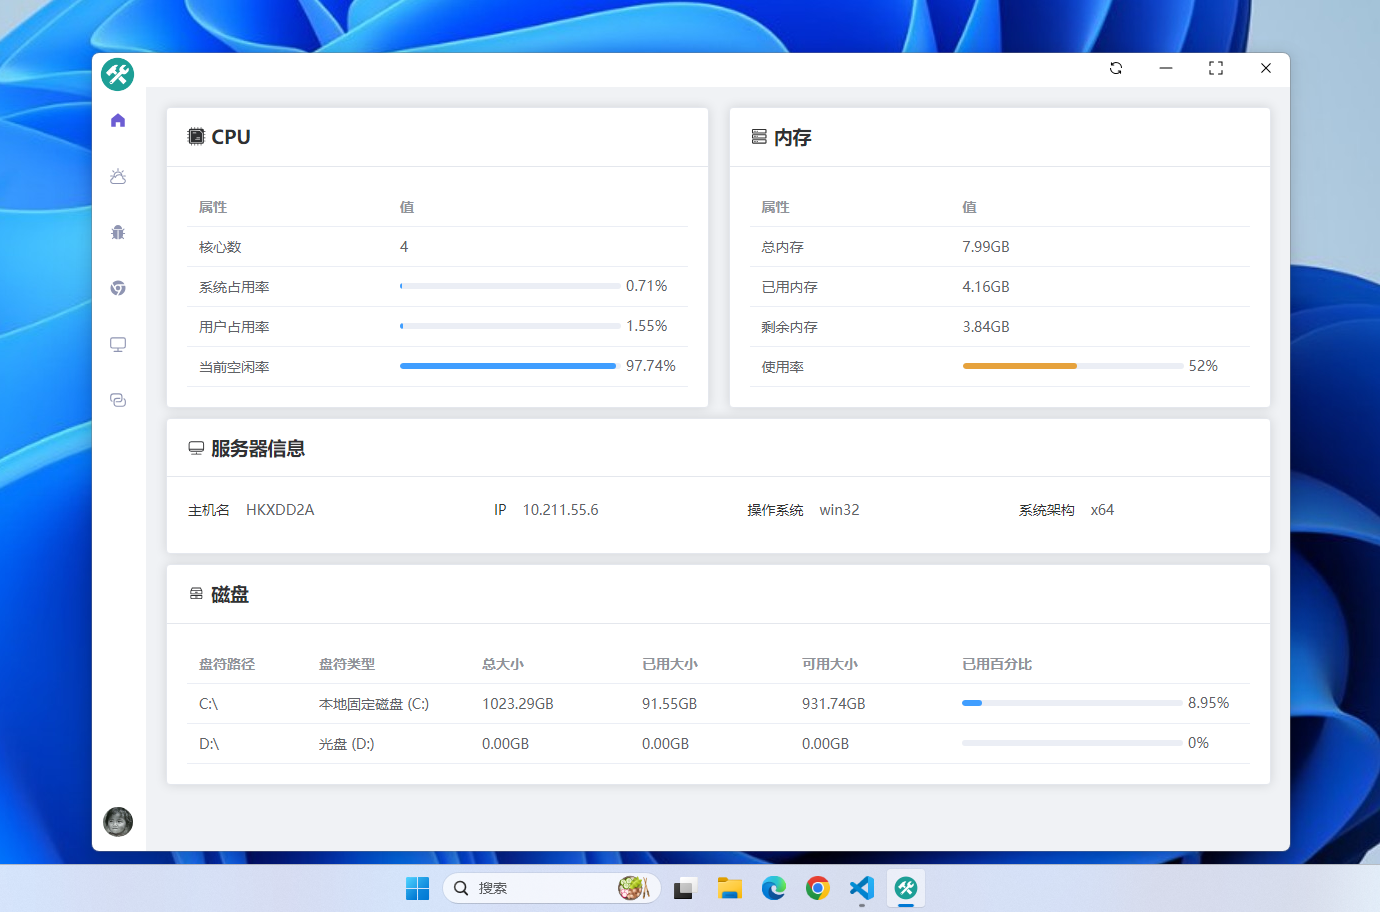 CPU
属性 值
核心数 4
系统占用率 0.71%
用户占用率 1.55%
当前空闲率 97.74%
内存
属性 值
总内存 7.99GB
已用内存 4.16GB
剩余内存 3.84GB
使用率 52%
服务器信息
主机名 HKXDD2A IP 10.211.55.6 操作系统 win32 系统架构 x64
磁盘
盘符路径 盘符类型 总大小 已用大小 可用大小 已用百分比
C:\ 本地固定磁盘 (C:) 1023.29GB 91.55GB 931.74GB 8.95%
D:\ 光盘 (D:) 0.00GB 0.00GB 0.00GB 0%
搜索